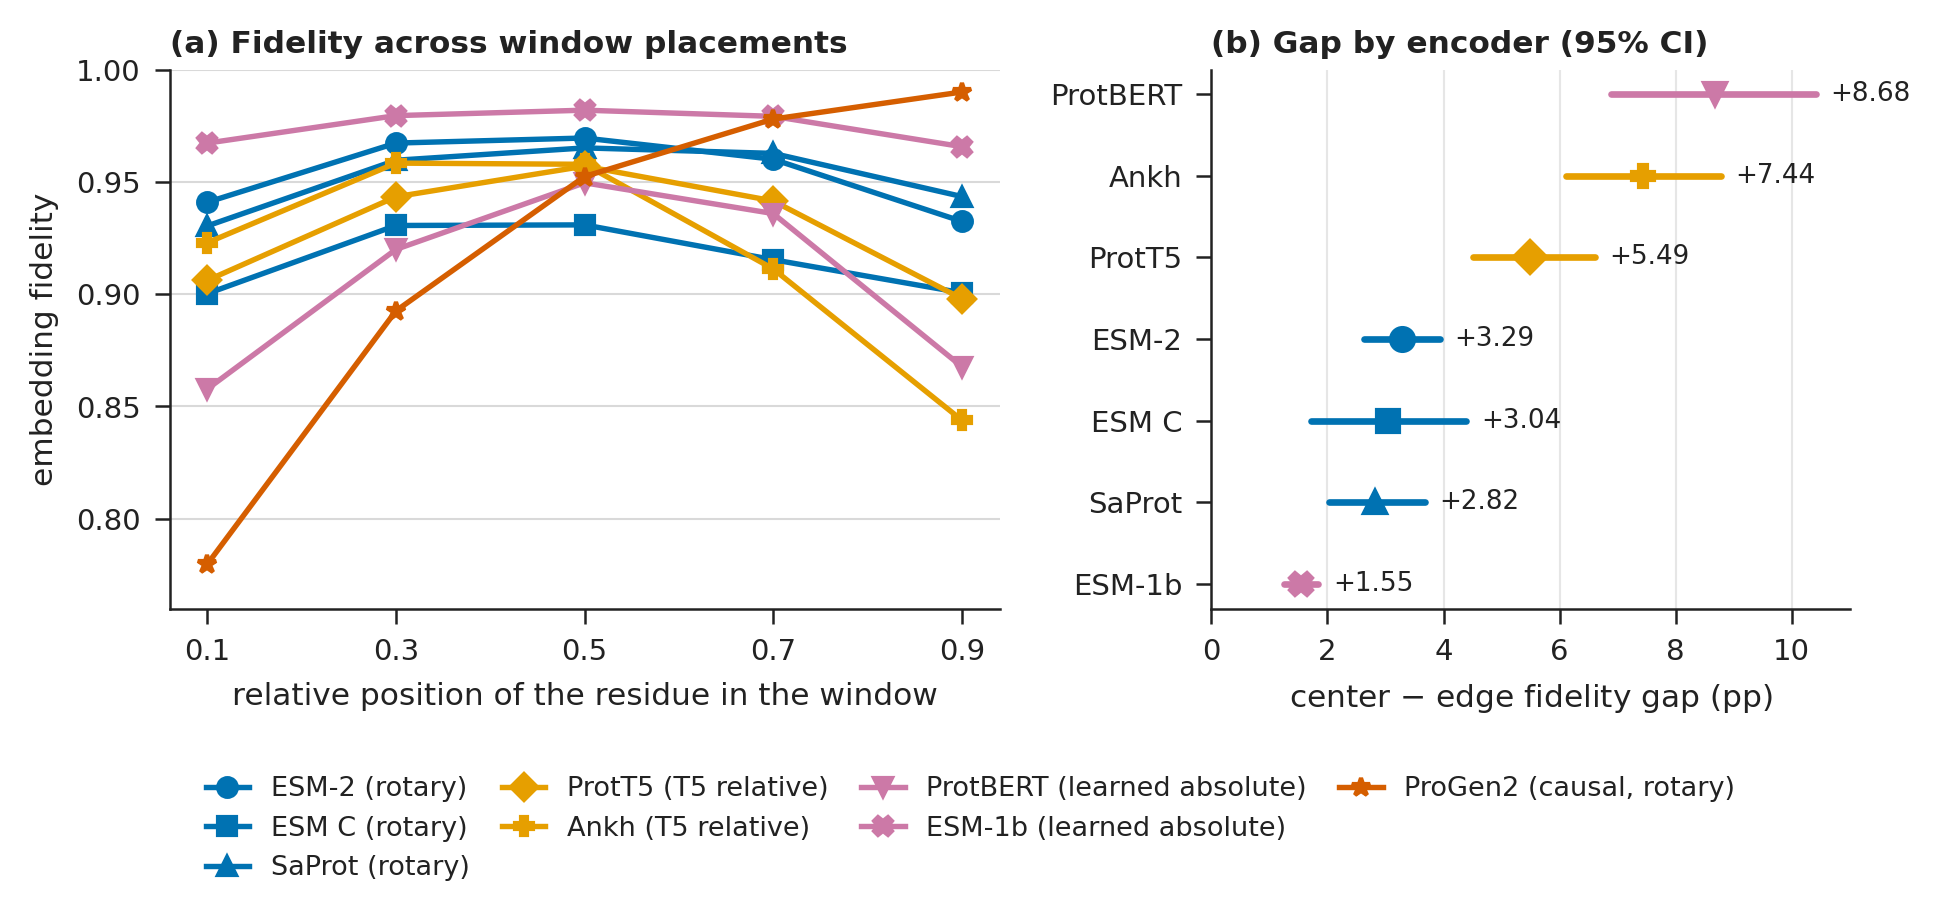 (a) Fidelity across window placements
1.00
0.95
0.90
0.85
0.80
embedding fidelity
0.1 0.3 0.5 0.7 0.9
relative position of the residue in the window
(b) Gap by encoder (95% CI)
ProtBERT +8.68
Ankh +7.44
ProtT5 +5.49
ESM-2 +3.29
ESM C +3.04
SaProt +2.82
ESM-1b +1.55
0 2 4 6 8 10
center − edge fidelity gap (pp)
ESM-2 (rotary) ProtT5 (T5 relative) ProtBERT (learned absolute) ProGen2 (causal, rotary)
ESM C (rotary) Ankh (T5 relative) ESM-1b (learned absolute)
SaProt (rotary)